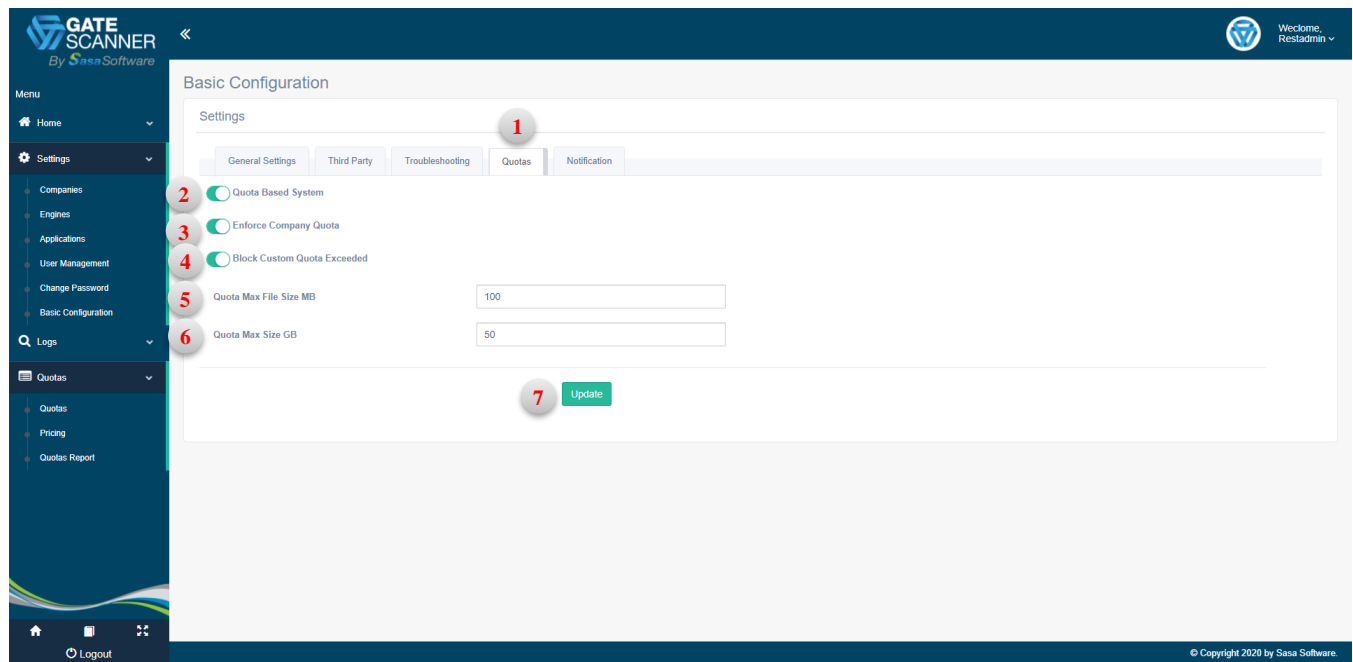 GATE
SCANNER
By Sasa Software
Weclome,
Restadmin
Menu
Home
Settings
Companies
Engines
Applications
User Management
Change Password
Basic Configuration
Logs
Quotas
Quotas
Pricing
Quotas Report
Logout
Basic Configuration
Settings
1
General Settings
Third Party
Troubleshooting
Quotas
Notification
2 Quota Based System
3 Enforce Company Quota
4 Block Custom Quota Exceeded
5 Quota Max File Size MB 100
6 Quota Max Size GB 50
7 Update
© Copyright 2020 by Sasa Software.